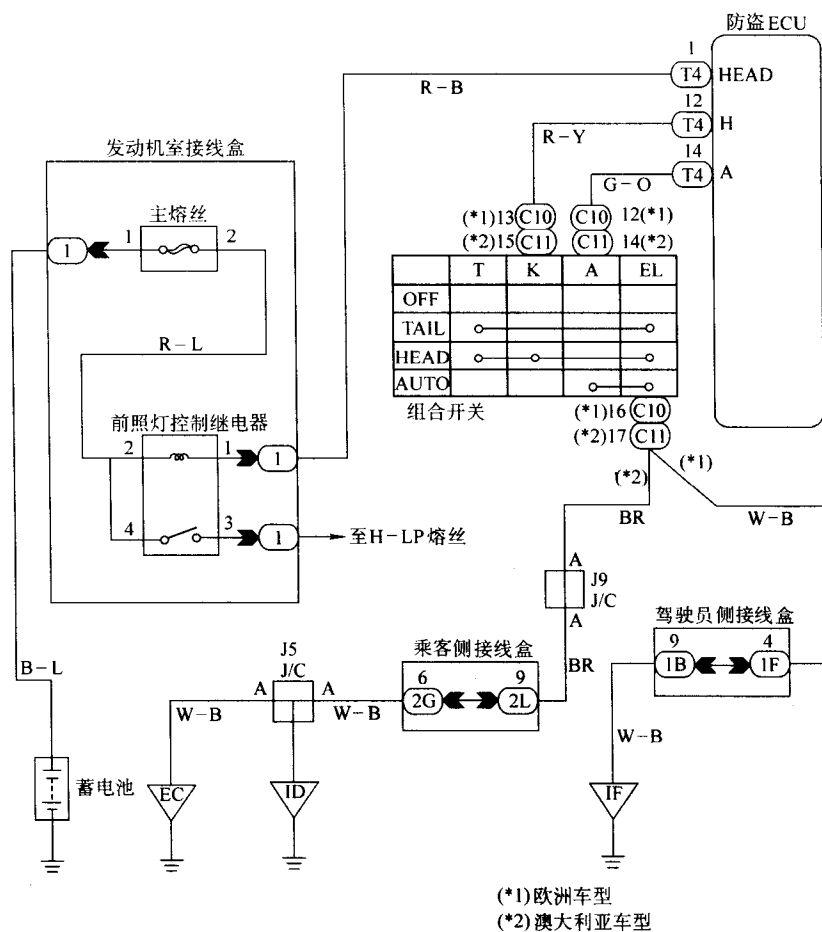 防盗ECU
1
T4 HEAD
R-B
12
T4 H
R-Y
14
T4 A
G-O
发动机室接线盒
主熔丝
1 1 2
R-L
(*1)13 C10 C10 12(*1)
(*2)15 C11 C11 14(*2)
T K A EL
OFF
TAIL
HEAD
AUTO
组合开关
(*1)16 C10
(*2)17 C11
(*2) (*1)
BR W-B
前照灯控制继电器
2 1 1
4 3 1 至H-LP熔丝
A
J9
J/C
A
BR
驾驶员侧接线盒
9 4
1B 1F
W-B
乘客侧接线盒
6 9
2G 2L
J5
J/C
A A
W-B W-B
B-L
蓄电池
EC ID IF
(*1)欧洲车型
(*2)澳大利亚车型